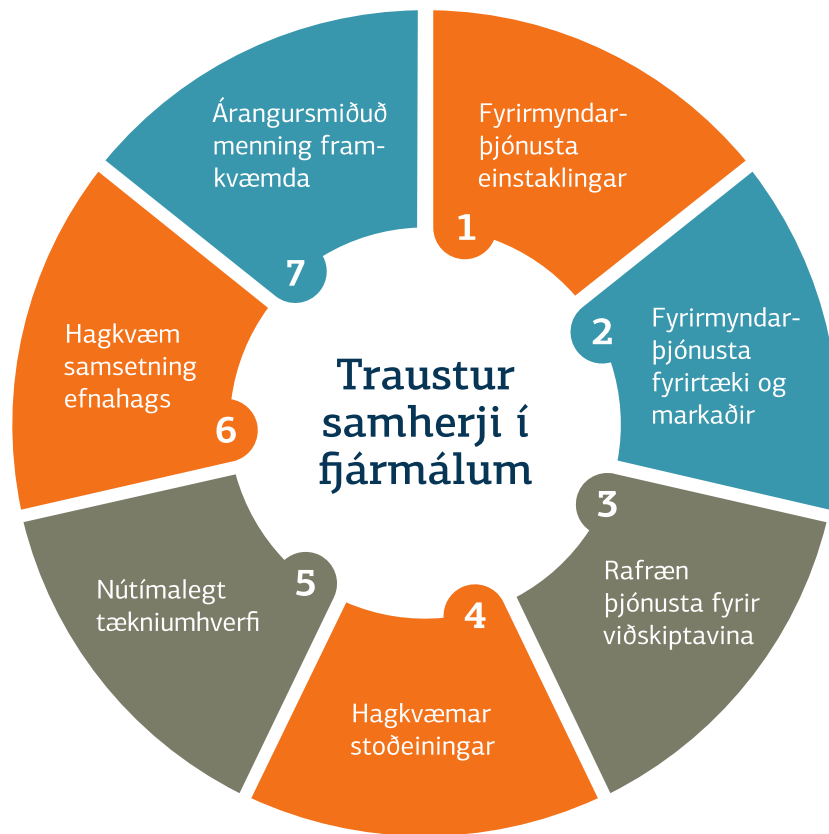 Fyrirmyndar-
þjónusta
einstaklingar
1
2
Fyrirmyndar-
þjónusta
fyrirtæki og
markaðir
3
Rafræn
þjónusta fyrir
viðskiptavina
4
Hagkvæmar
stoðeiningar
5
Nútímalegt
tækniumhverfi
6
Hagkvæm
samsetning
efnahags
7
Árangursmiðuð
menning fram-
kvæmda
Traustur
samherji í
fjármálum